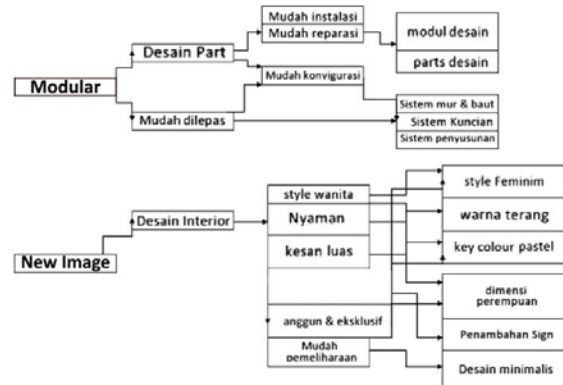 Modular
Desain Part
Mudah dilepas
Mudah instalasi
Mudah reparasi
Mudah konvigurasi
modul desain
parts desain
Sistem mur & baut
Sistem Kuncian
Sistem penyusunan
New Image
Desain Interior
style wanita
Nyaman
kesan luas
anggun & eksklusif
Mudah
pemeliharaan
style Feminim
warna terang
key colour pastel
dimensi
perempuan
Penambahan Sign
Desain minimalis